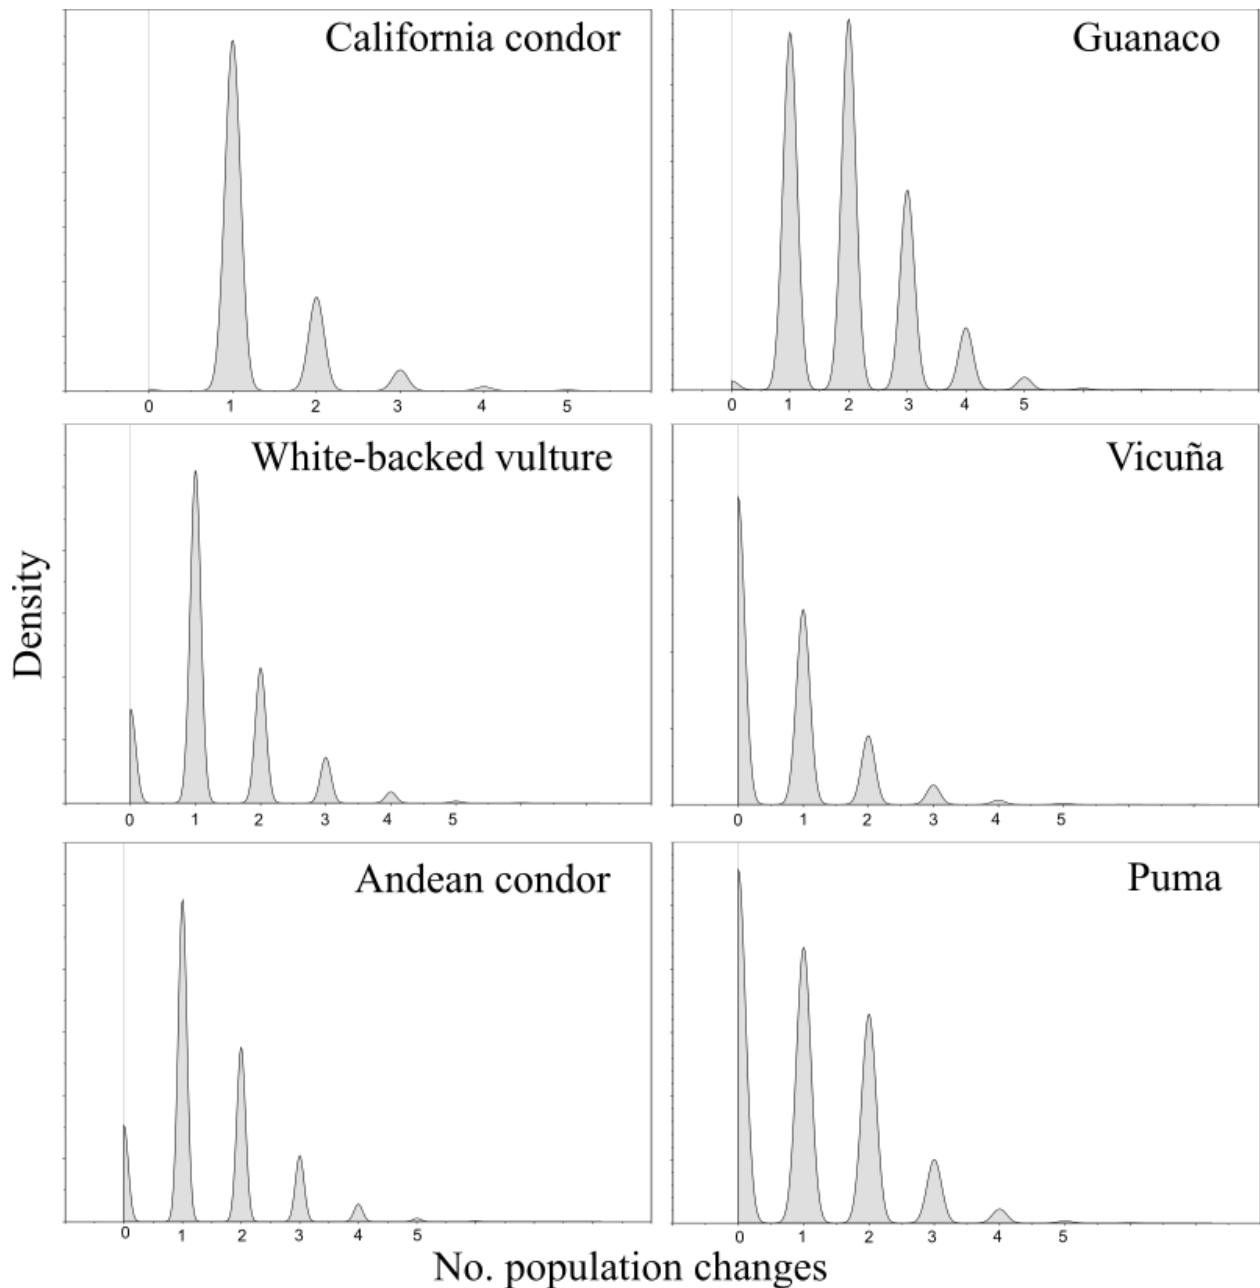 California condor
0 1 2 3 4 5
Guanaco
0 1 2 3 4 5
White-backed vulture
0 1 2 3 4 5
Vicuña
0 1 2 3 4 5
Andean condor
0 1 2 3 4 5
Puma
0 1 2 3 4 5
Density
No. population changes